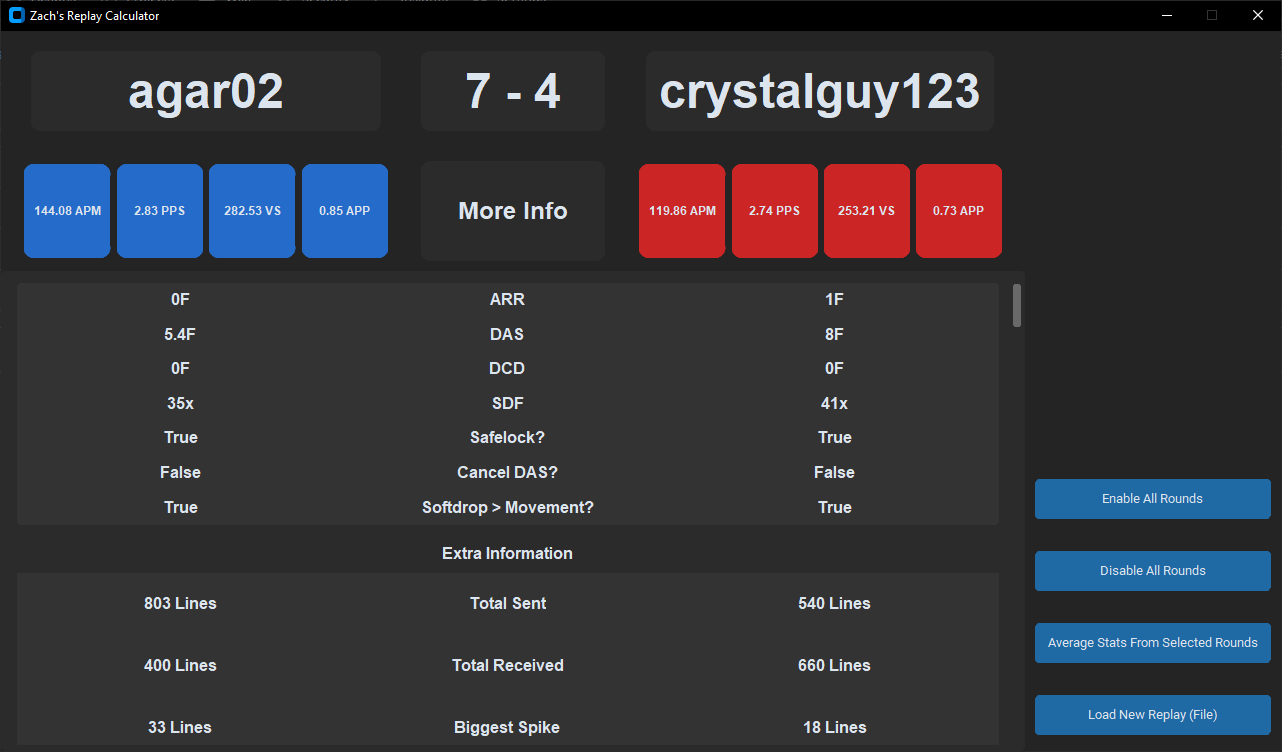 Zach's Replay Calculator
agar02 7 - 4 crystalguy123
144.08 APM 2.83 PPS 282.53 VS 0.85 APP More Info 119.86 APM 2.74 PPS 253.21 VS 0.73 APP
0F ARR 1F
5.4F DAS 8F
0F DCD 0F
35x SDF 41x
True Safelock? True
False Cancel DAS? False
True Softdrop > Movement? True
Extra Information
803 Lines Total Sent 540 Lines
400 Lines Total Received 660 Lines
33 Lines Biggest Spike 18 Lines
Enable All Rounds
Disable All Rounds
Average Stats From Selected Rounds
Load New Replay (File)